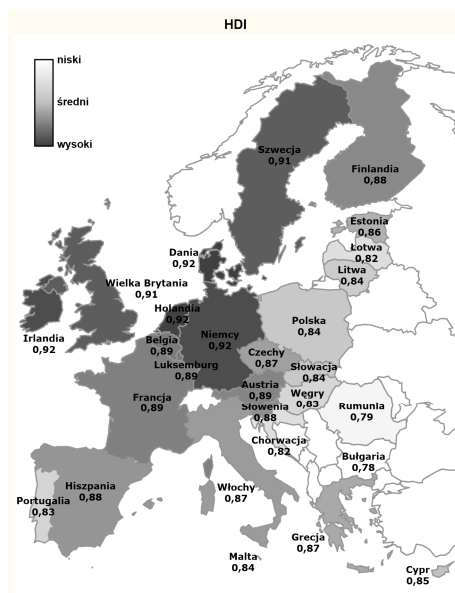 HDI
niski
średni
wysoki
Szwecja
0,91
Finlandia
0,88
Estonia
0,86
Łotwa
0,82
Litwa
0,84
Dania
0,92
Wielka Brytania
0,91
Holandia
0,92
Irlandia
0,92
Niemcy
0,92
Polska
0,84
Belgia
0,89
Luksemburg
0,89
Czechy
0,87
Słowacja
0,84
Austria
0,89
Węgry
0,83
Słowenia
0,88
Rumunia
0,79
Francja
0,89
Chorwacja
0,82
Bułgaria
0,78
Hiszpania
0,88
Portugalia
0,83
Włochy
0,87
Grecja
0,87
Malta
0,84
Cypr
0,85